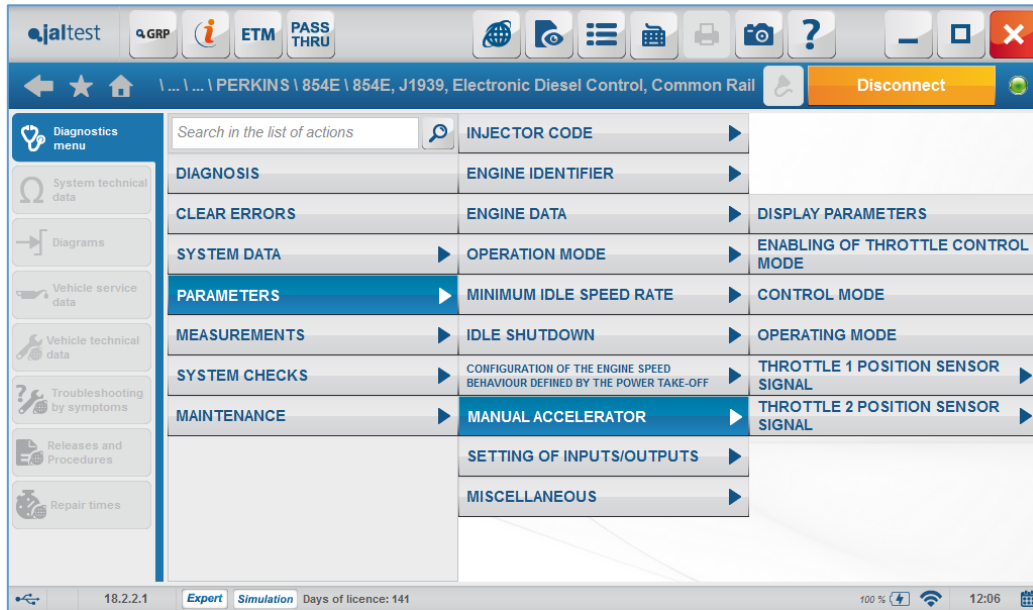 jaltest
GRP
i
ETM
PASS
THRU
?
\ ... \ ... \ PERKINS \ 854E \ 854E, J1939, Electronic Diesel Control, Common Rail
Disconnect
Diagnostics
menu
System technical
data
Diagrams
Vehicle service
data
Vehicle technical
data
Troubleshooting
by symptoms
Releases and
Procedures
Repair times
Search in the list of actions
DIAGNOSIS
CLEAR ERRORS
SYSTEM DATA
PARAMETERS
MEASUREMENTS
SYSTEM CHECKS
MAINTENANCE
INJECTOR CODE
ENGINE IDENTIFIER
ENGINE DATA
OPERATION MODE
MINIMUM IDLE SPEED RATE
IDLE SHUTDOWN
CONFIGURATION OF THE ENGINE SPEED
BEHAVIOUR DEFINED BY THE POWER TAKE-OFF
MANUAL ACCELERATOR
SETTING OF INPUTS/OUTPUTS
MISCELLANEOUS
DISPLAY PARAMETERS
ENABLING OF THROTTLE CONTROL
MODE
CONTROL MODE
OPERATING MODE
THROTTLE 1 POSITION SENSOR
SIGNAL
THROTTLE 2 POSITION SENSOR
SIGNAL
18.2.2.1
Expert
Simulation
Days of licence: 141
100 %
12:06